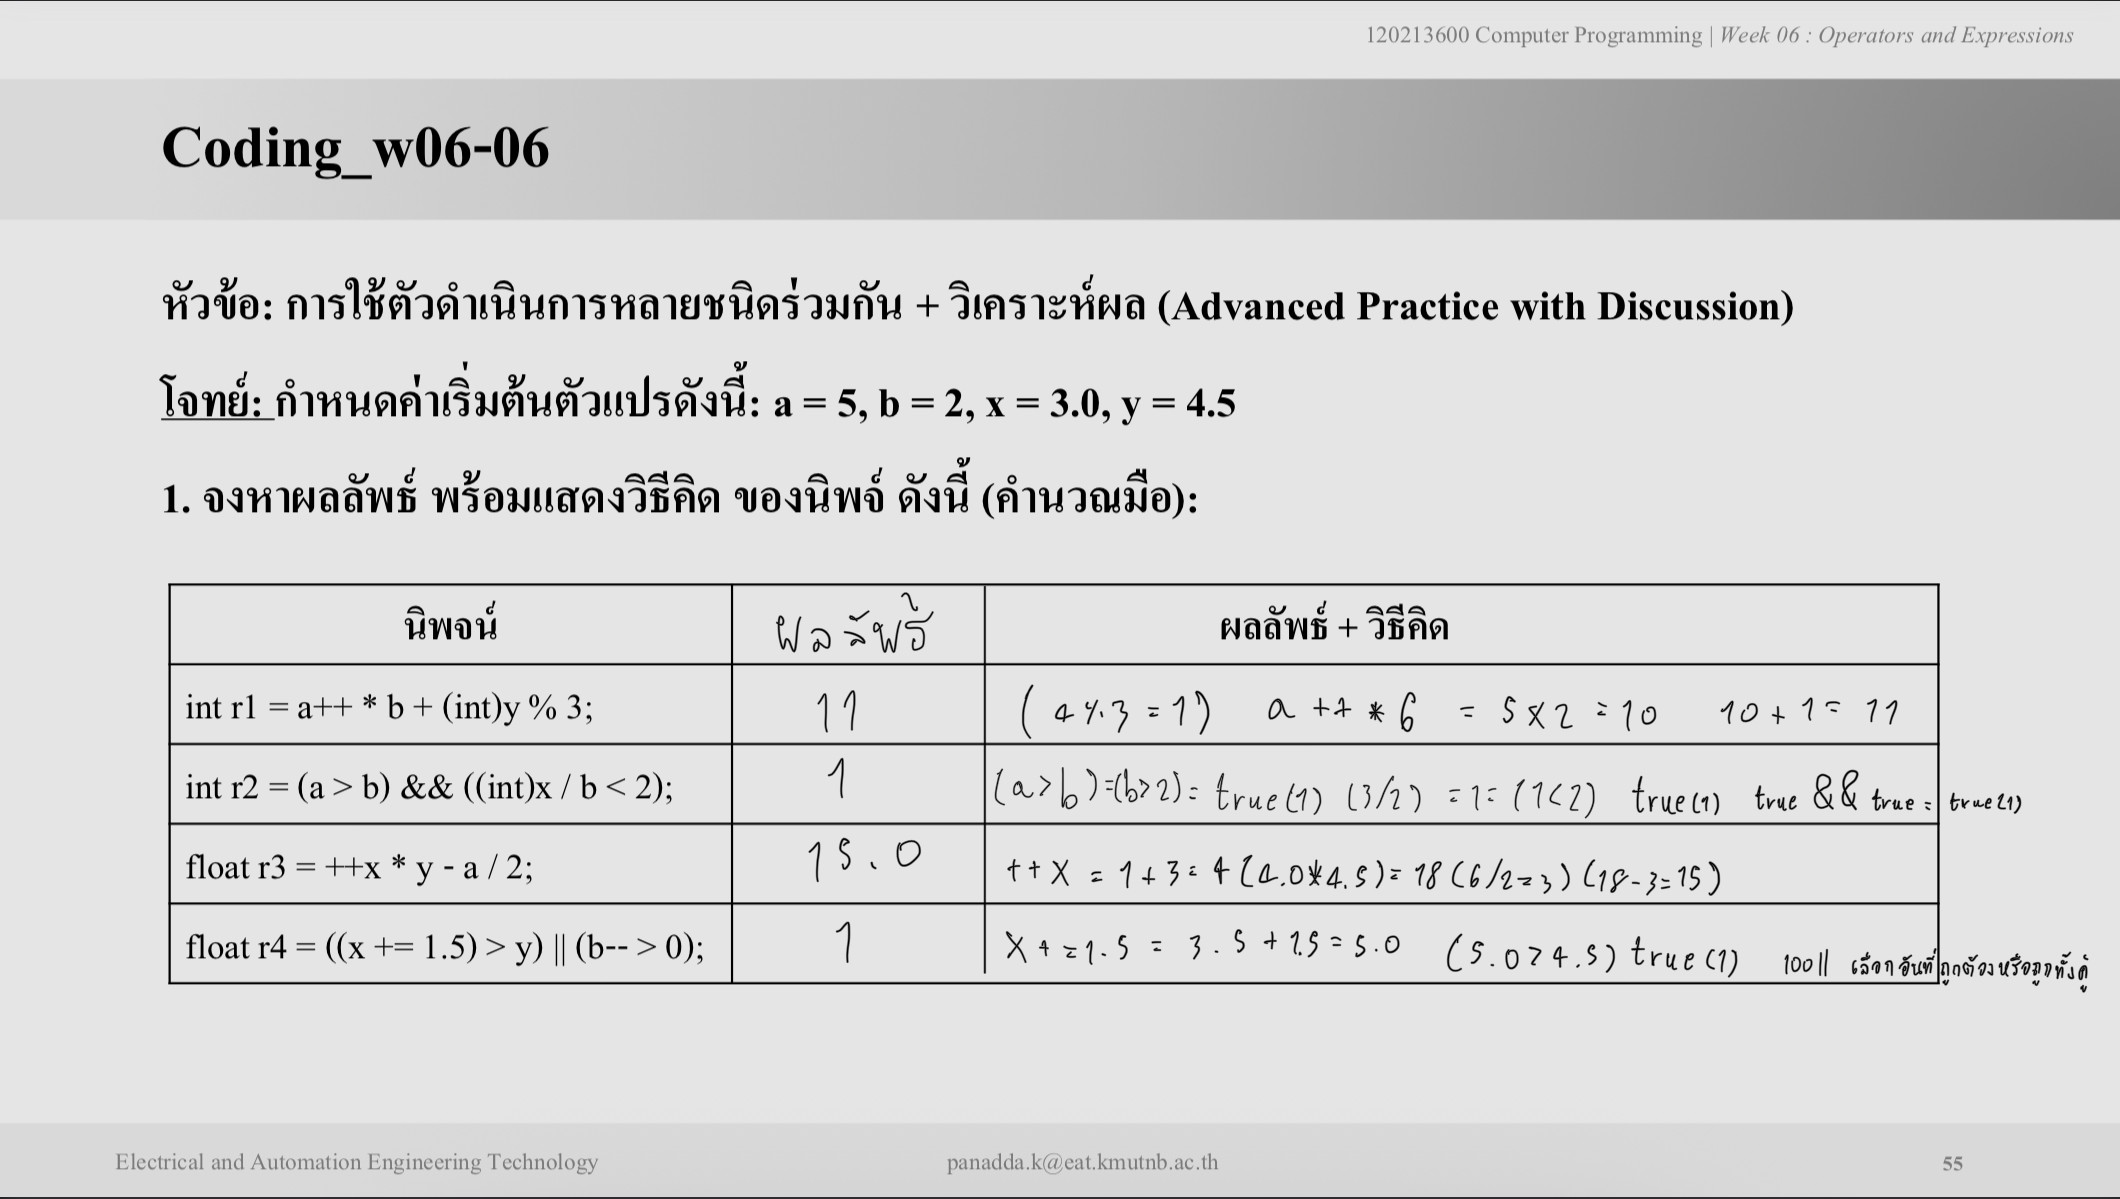 120213600 Computer Programming | Week 06 : Operators and Expressions
Coding_w06-06
หัวข้อ: การใช้ตัวดำเนินการหลายชนิดร่วมกัน + วิเคราะห์ผล (Advanced Practice with Discussion)
โจทย์: กำหนดค่าเริ่มต้นตัวแปรดังนี้: a = 5, b = 2, x = 3.0, y = 4.5
1. จงหาผลลัพธ์ พร้อมแสดงวิธีคิด ของนิพจ์ ดังนี้ (คำนวณมือ):
นิพจน์ ผลลัพธ์ ผลลัพธ์ + วิธีคิด
int r1 = a++ * b + (int)y % 3; 11 (4%3=1) a++*6 = 5x2=10 10+1=11
int r2 = (a > b) && ((int)x / b < 2); 1 (a>b)=(6>2)= true(1) (3/2) =1= (1<2) true(1) true && true = true(1)
float r3 = ++x * y - a / 2; 15.0 ++x = 1+3=4 (4.0*4.5)=18 (6/2=3) (18-3=15)
float r4 = ((x += 1.5) > y) || (b-- > 0); 1 x+=1.5 = 3.5+1.5=5.0 (5.0>4.5) true(1) || เลือกอันที่ถูกต้องหรือถูกทั้งคู่
Electrical and Automation Engineering Technology panadda.k@eat.kmutnb.ac.th 55